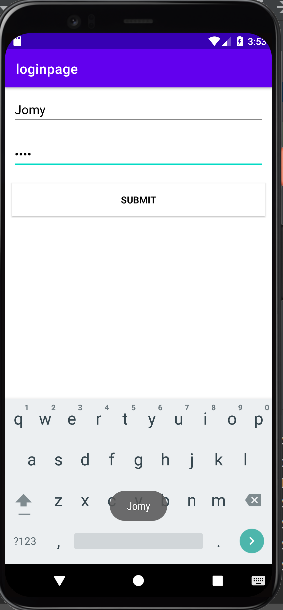 3:53
loginpage
Jomy
••••
SUBMIT
1 2 3 4 5 6 7 8 9 0
q w e r t y u i o p
a s d f g h j k l
z x c v b n m
Jomy
?123 , .